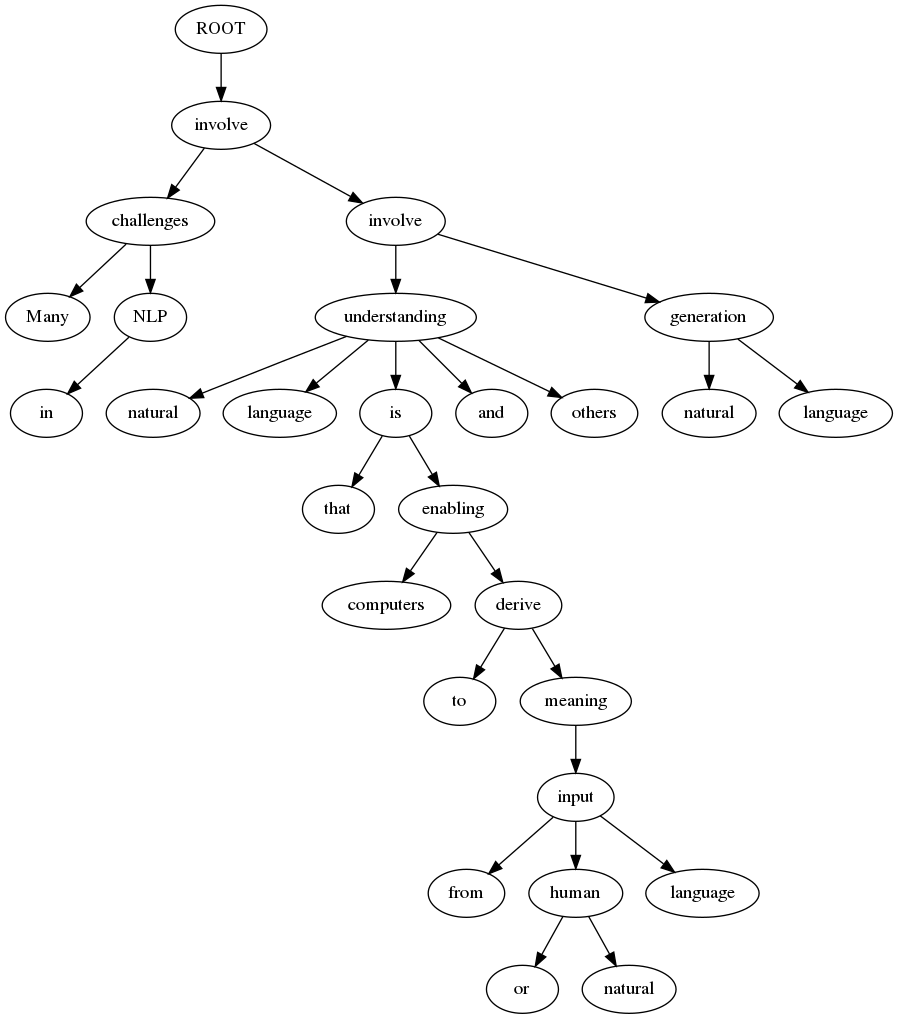 ROOT
involve
challenges involve
Many NLP understanding generation
in natural language is and others natural language
that enabling
computers derive
to meaning
input
from human language
or natural